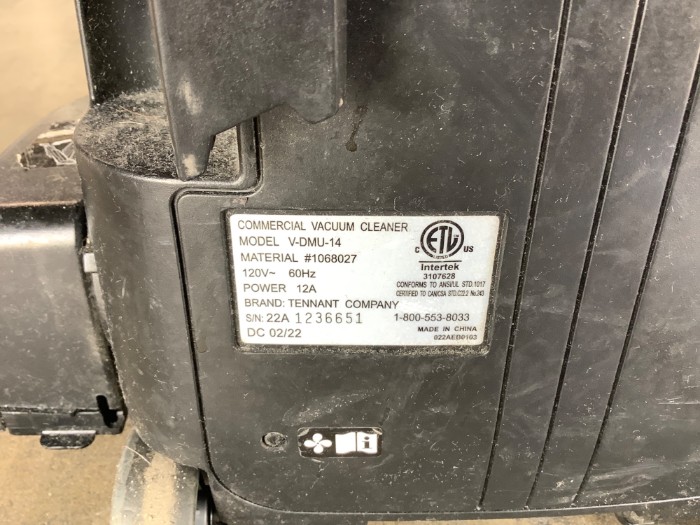 COMMERCIAL VACUUM CLEANER
MODEL V-DMU-14
MATERIAL #1068027
120V~ 60Hz
POWER 12A
BRAND: TENNANT COMPANY
S/N: 22A 1236651
DC 02/22
C ETL US
LISTED
Intertek
3107628
CONFORMS TO ANSI/UL STD.1017
CERTIFIED TO CAN/CSA STD.C22.2 No.243
1-800-553-8033
MADE IN CHINA
022AEB0103
i